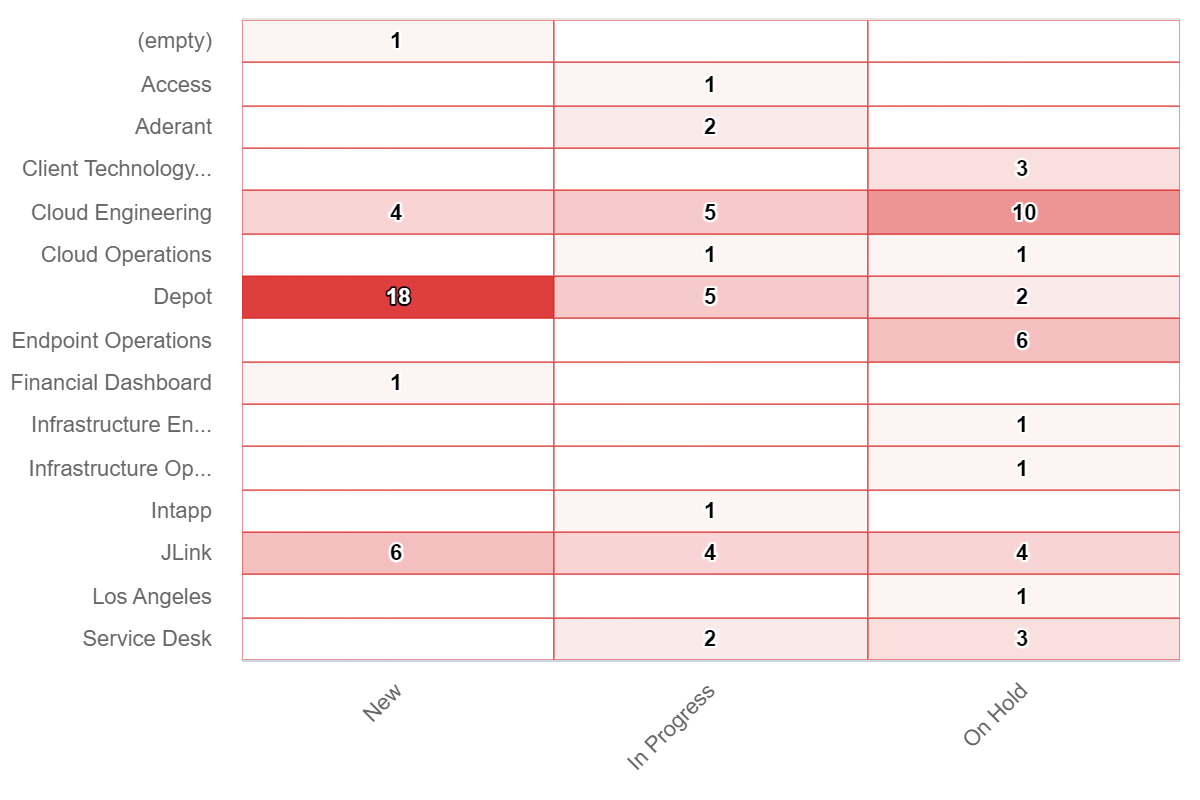 (empty) 1
Access 1
Aderant 2
Client Technology... 3
Cloud Engineering 4 5 10
Cloud Operations 1 1
Depot 18 5 2
Endpoint Operations 6
Financial Dashboard 1
Infrastructure En... 1
Infrastructure Op... 1
Intapp 1
JLink 6 4 4
Los Angeles 1
Service Desk 2 3
New In Progress On Hold